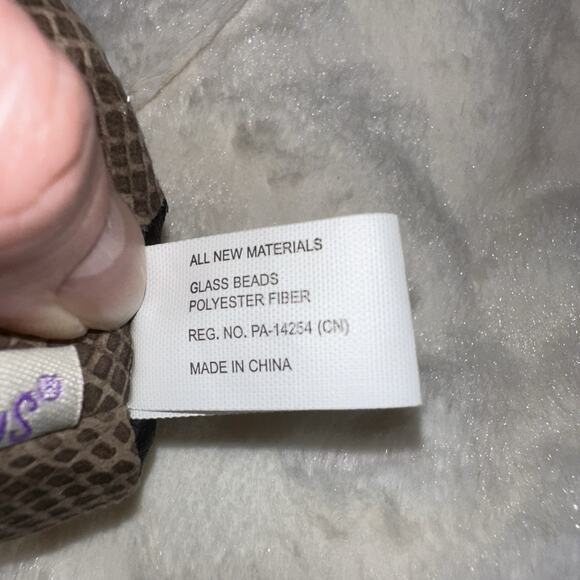 ALL NEW MATERIALS
GLASS BEADS
POLYESTER FIBER
REG. NO. PA-14254 (CN)
MADE IN CHINA